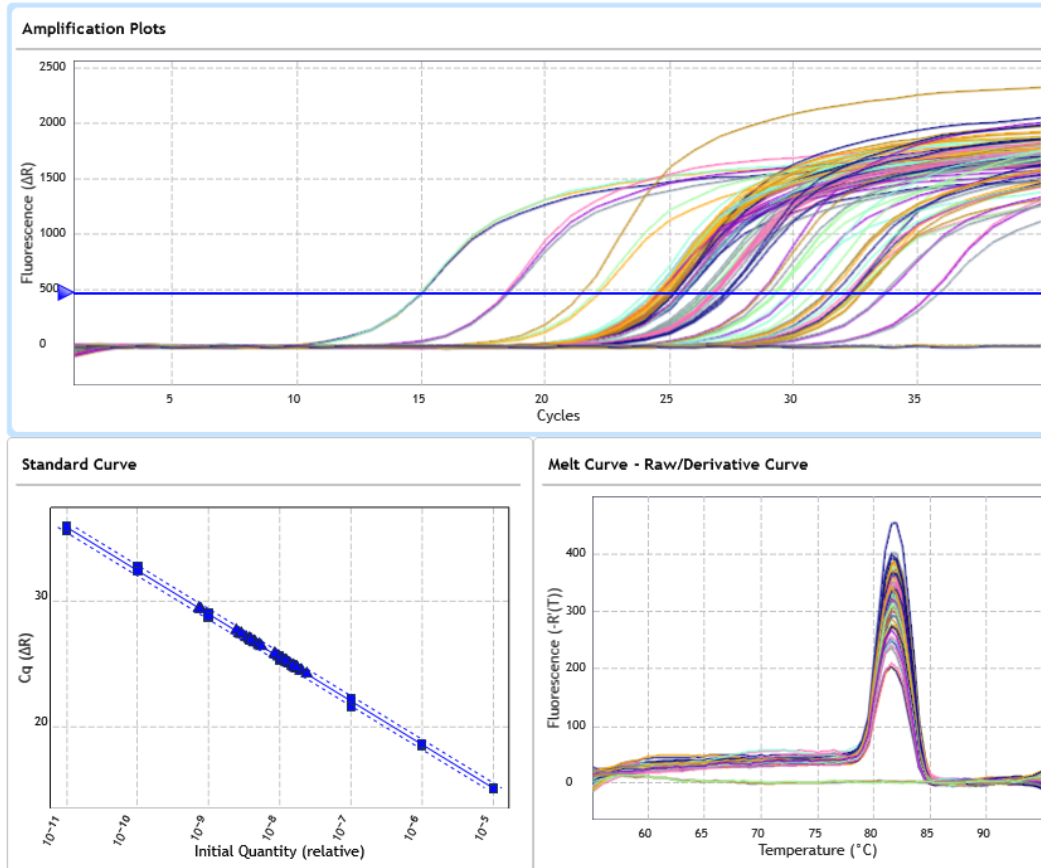 Amplification Plots
2500
2000
1500
1000
500
0
Fluorescence (ΔR)
5 10 15 20 25 30 35
Cycles
Standard Curve
30
20
Cq (ΔR)
10^-11 10^-10 10^-9 10^-8 10^-7 10^-6 10^-5
Initial Quantity (relative)
Melt Curve - Raw/Derivative Curve
400
300
200
100
0
Fluorescence (-R'(T))
60 65 70 75 80 85 90
Temperature (°C)